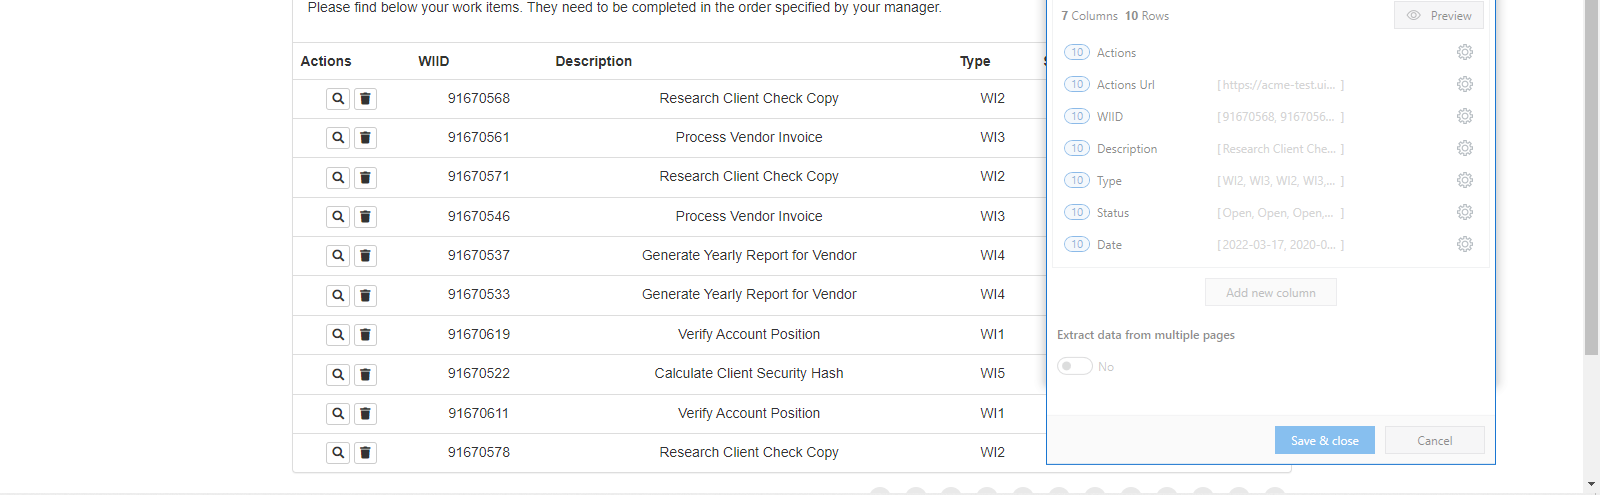 Please find below your work items. They need to be completed in the order specified by your manager.
Actions WIID Description Type
91670568 Research Client Check Copy WI2
91670561 Process Vendor Invoice WI3
91670571 Research Client Check Copy WI2
91670546 Process Vendor Invoice WI3
91670537 Generate Yearly Report for Vendor WI4
91670533 Generate Yearly Report for Vendor WI4
91670619 Verify Account Position WI1
91670522 Calculate Client Security Hash WI5
91670611 Verify Account Position WI1
91670578 Research Client Check Copy WI2
7 Columns 10 Rows Preview
10 Actions
10 Actions Url [https://acme-test.ui... ]
10 WIID [91670568, 9167056... ]
10 Description [Research Client Che... ]
10 Type [WI2, WI3, WI2, WI3,... ]
10 Status [Open, Open, Open,... ]
10 Date [2022-03-17, 2020-0... ]
Add new column
Extract data from multiple pages
No
Save & close Cancel